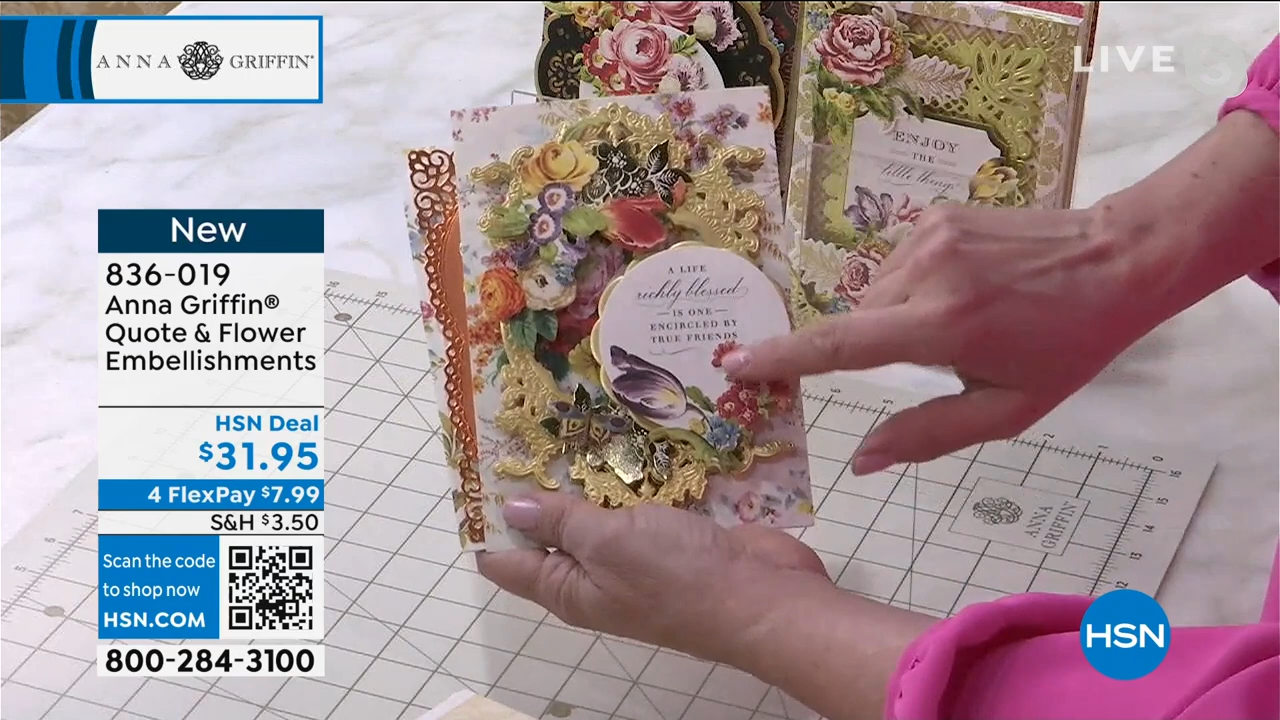 ANNA GRIFFIN®
LIVE
New
836-019
Anna Griffin®
Quote & Flower
Embellishments
HSN Deal
$31.95
4 FlexPay $7.99
S&H $3.50
Scan the code
to shop now
HSN.COM
800-284-3100
A LIFE
richly blessed
IS ONE
ENCIRCLED BY
TRUE FRIENDS
ENJOY
THE
little things
ANNA
GRIFFIN
HSN